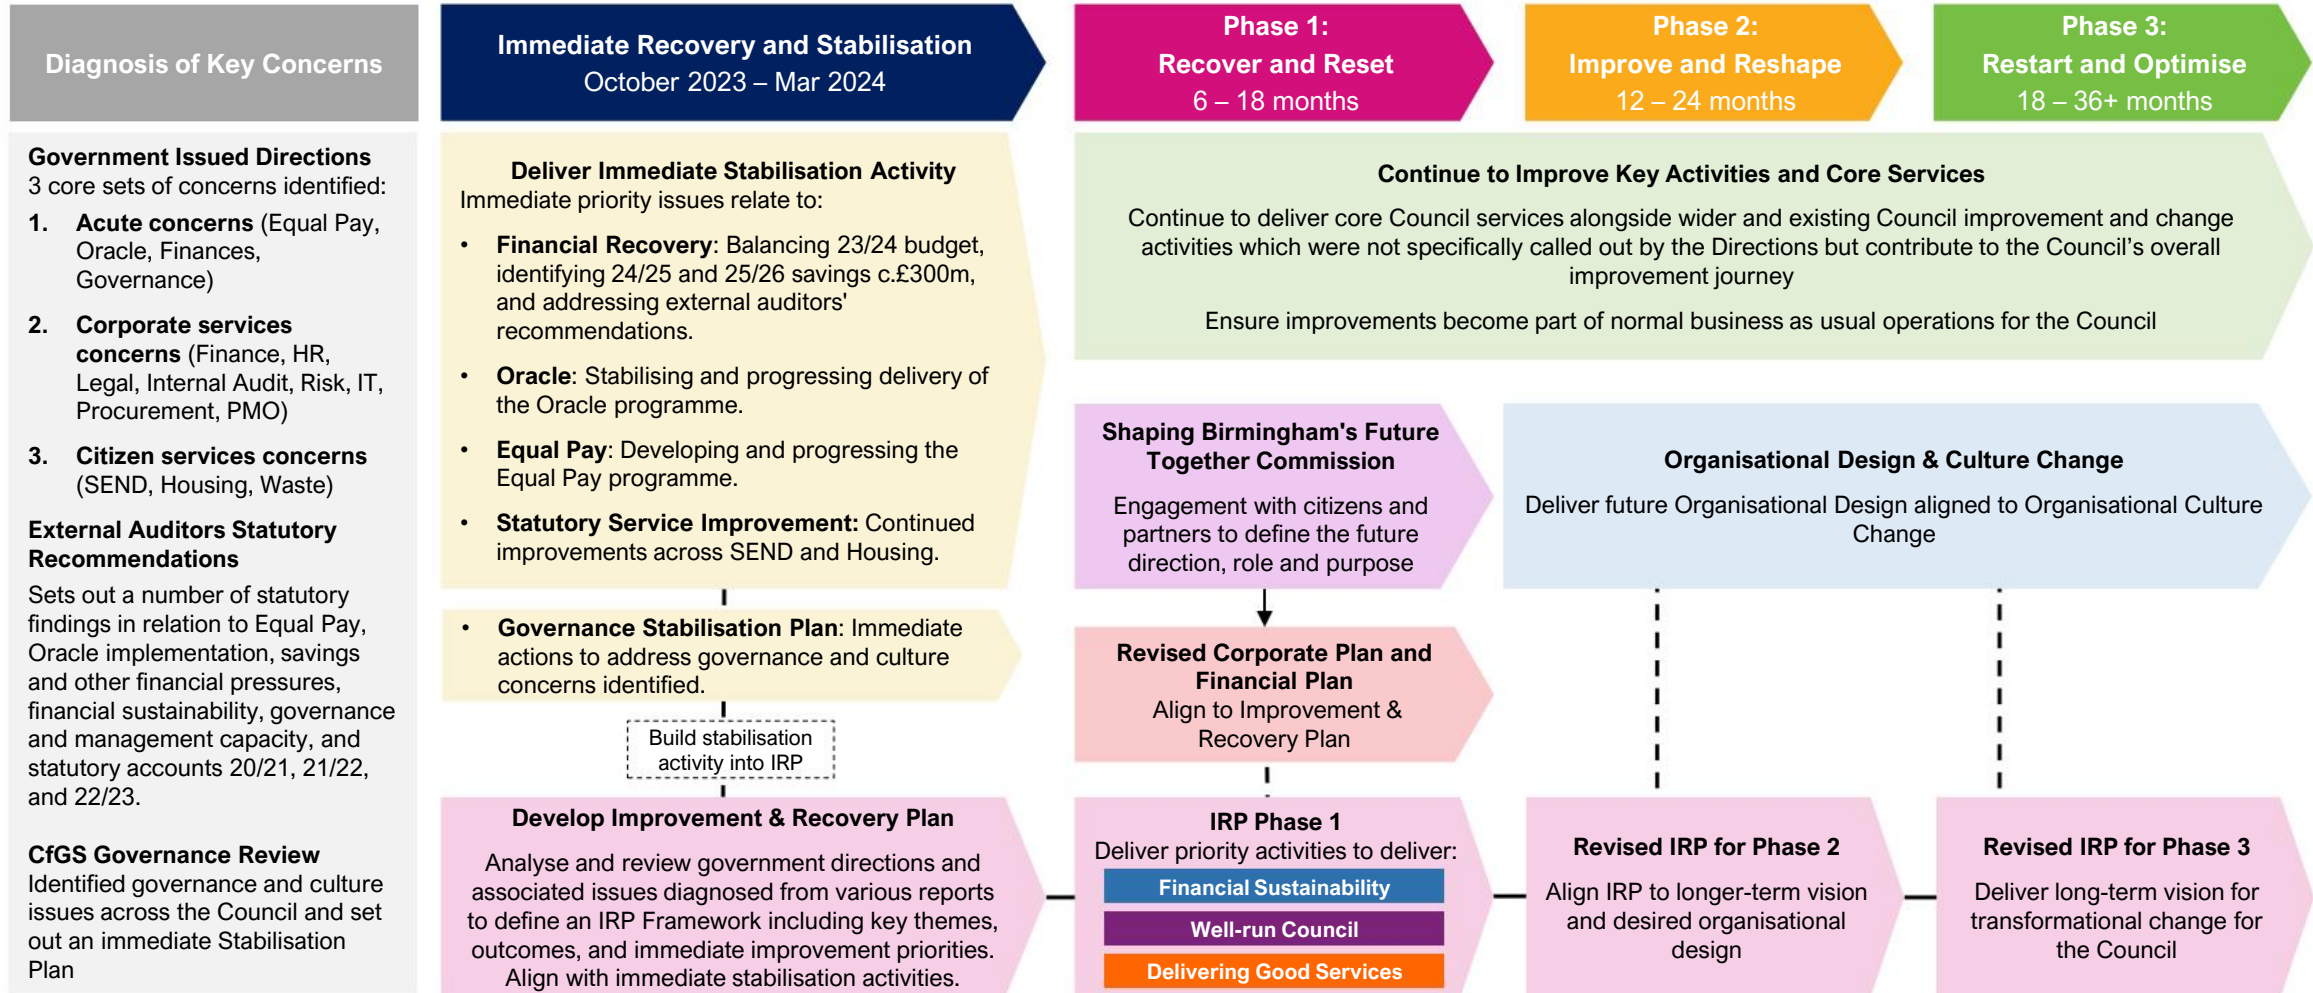 Diagnosis of Key Concerns
Immediate Recovery and Stabilisation
October 2023 – Mar 2024
Phase 1:
Recover and Reset
6 – 18 months
Phase 2:
Improve and Reshape
12 – 24 months
Phase 3:
Restart and Optimise
18 – 36+ months
Government Issued Directions
3 core sets of concerns identified:
1. Acute concerns (Equal Pay,
Oracle, Finances,
Governance)
2. Corporate services
concerns (Finance, HR,
Legal, Internal Audit, Risk, IT,
Procurement, PMO)
3. Citizen services concerns
(SEND, Housing, Waste)
External Auditors Statutory
Recommendations
Sets out a number of statutory
findings in relation to Equal Pay,
Oracle implementation, savings
and other financial pressures,
financial sustainability, governance
and management capacity, and
statutory accounts 20/21, 21/22,
and 22/23.
CfGS Governance Review
Identified governance and culture
issues across the Council and set
out an immediate Stabilisation
Plan
Deliver Immediate Stabilisation Activity
Immediate priority issues relate to:
• Financial Recovery: Balancing 23/24 budget,
identifying 24/25 and 25/26 savings c.£300m,
and addressing external auditors'
recommendations.
• Oracle: Stabilising and progressing delivery of
the Oracle programme.
• Equal Pay: Developing and progressing the
Equal Pay programme.
• Statutory Service Improvement: Continued
improvements across SEND and Housing.
• Governance Stabilisation Plan: Immediate
actions to address governance and culture
concerns identified.
Build stabilisation
activity into IRP
Develop Improvement & Recovery Plan
Analyse and review government directions and
associated issues diagnosed from various reports
to define an IRP Framework including key themes,
outcomes, and immediate improvement priorities.
Align with immediate stabilisation activities.
Continue to Improve Key Activities and Core Services
Continue to deliver core Council services alongside wider and existing Council improvement and change
activities which were not specifically called out by the Directions but contribute to the Council's overall
improvement journey
Ensure improvements become part of normal business as usual operations for the Council
Shaping Birmingham's Future
Together Commission
Engagement with citizens and
partners to define the future
direction, role and purpose
Organisational Design & Culture Change
Deliver future Organisational Design aligned to Organisational Culture
Change
Revised Corporate Plan and
Financial Plan
Align to Improvement &
Recovery Plan
IRP Phase 1
Deliver priority activities to deliver:
Financial Sustainability
Well-run Council
Delivering Good Services
Revised IRP for Phase 2
Align IRP to longer-term vision
and desired organisational
design
Revised IRP for Phase 3
Deliver long-term vision for
transformational change for
the Council